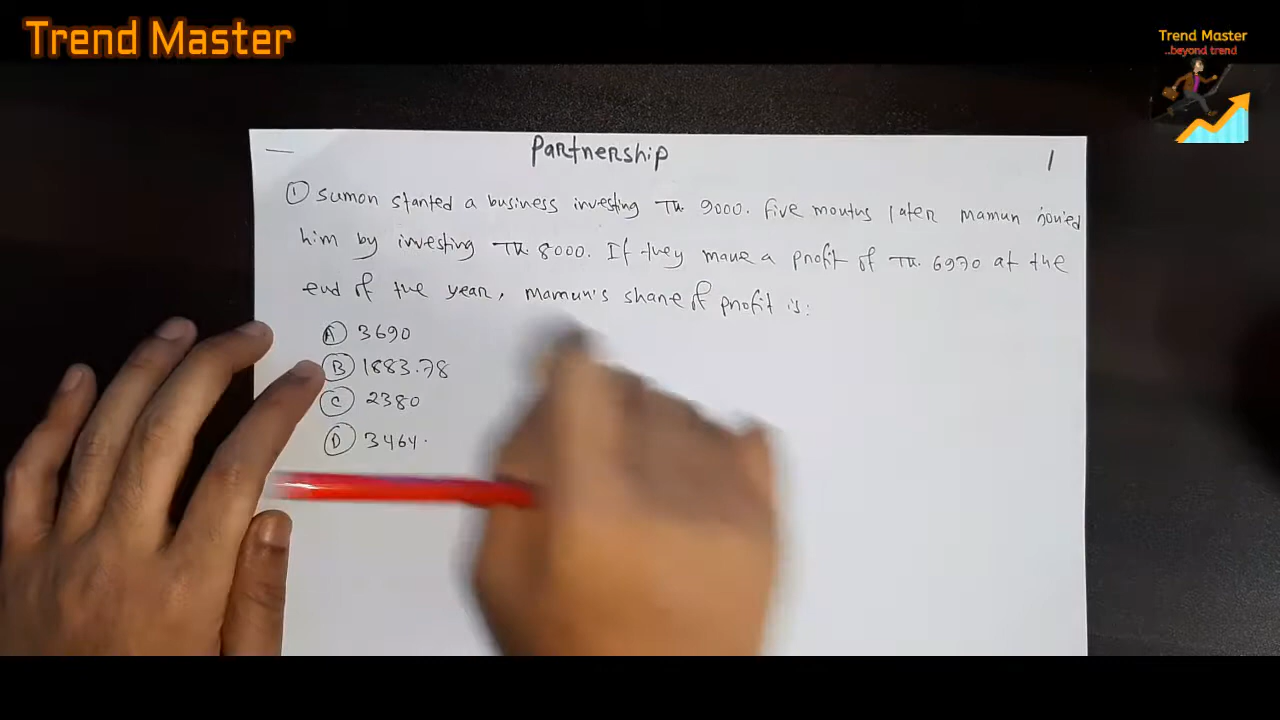 Trend Master
Trend Master
..beyond trend
Partnership
1
① Sumon started a business investing TK. 9000. Five months later Mamun joined
him by investing TK. 8000. If they make a profit of TK. 6970 at the
end of the year, Mamun's share of profit is:
Ⓐ 3690
Ⓑ 1883.78
Ⓒ 2380
Ⓓ 3464.